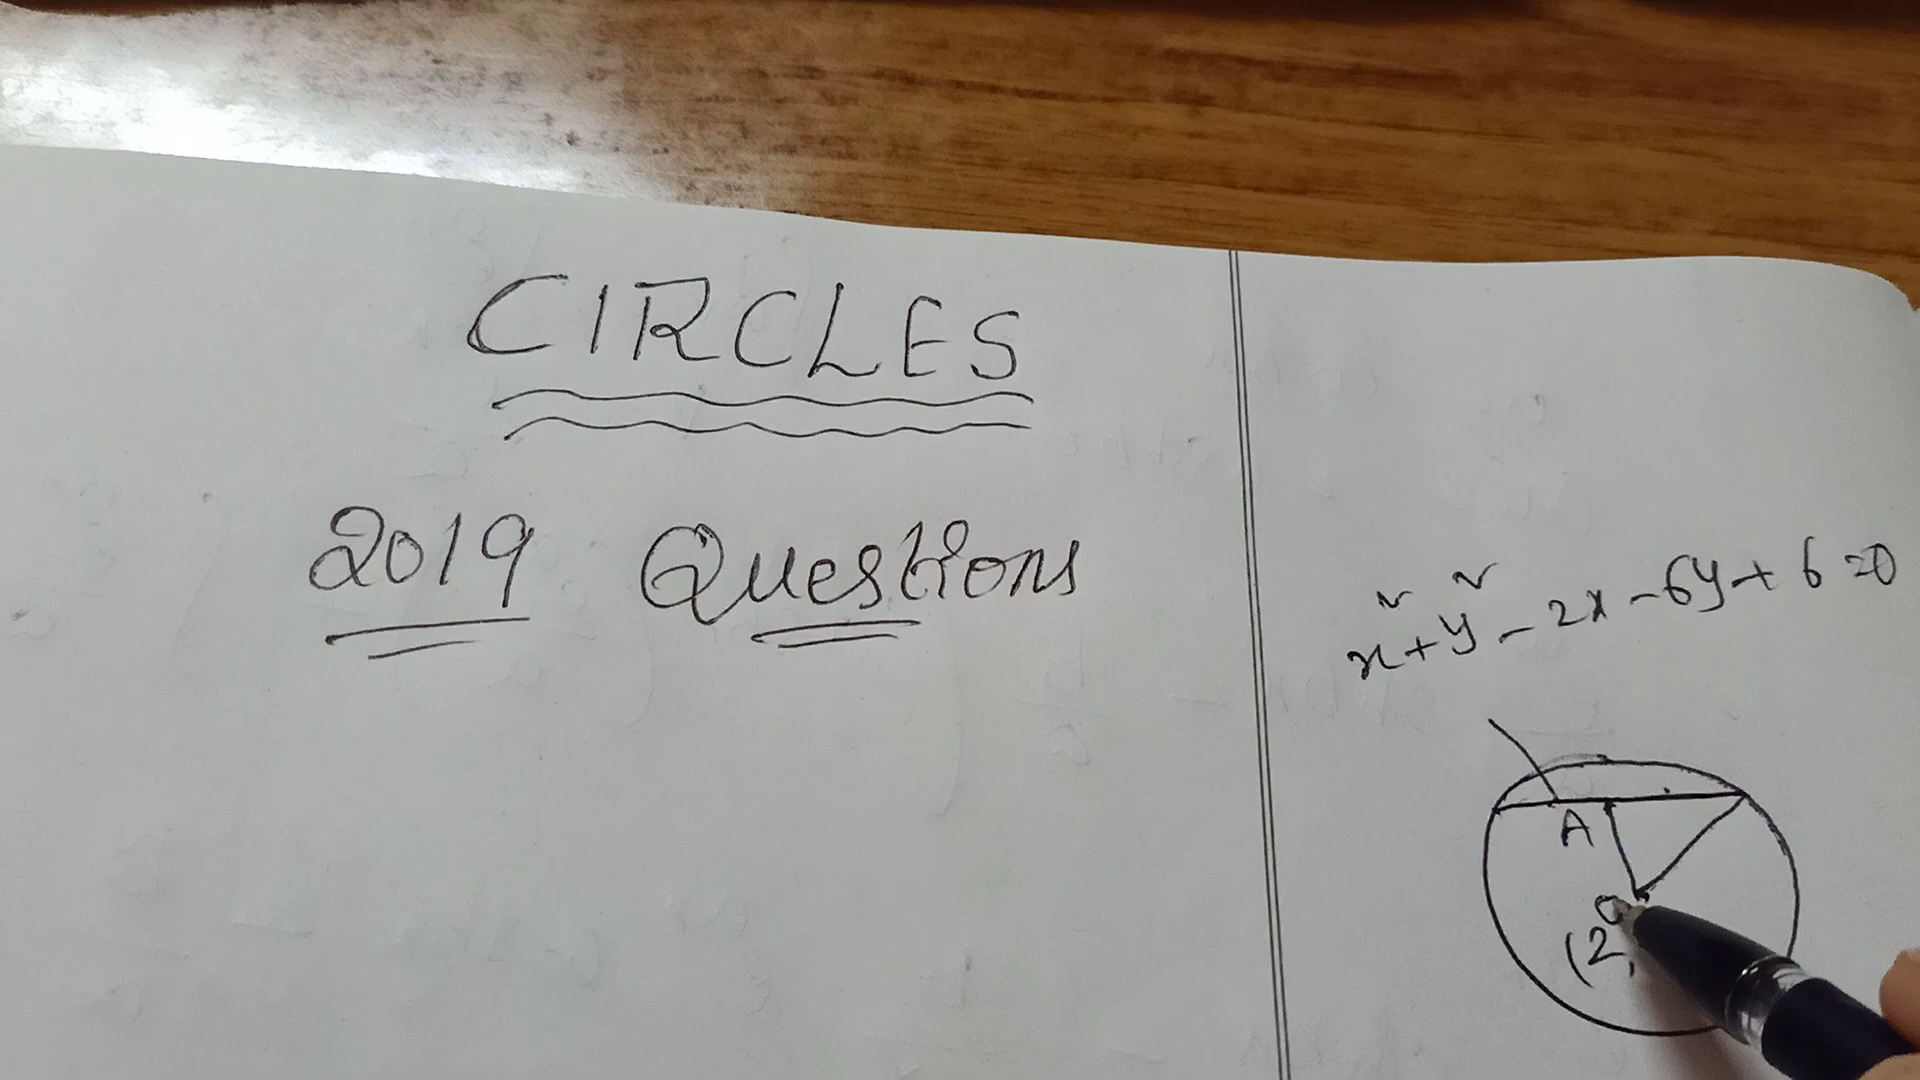 CIRCLES
2019 Questions
x²+y²-2x-6y+6=0
A
O
(2,